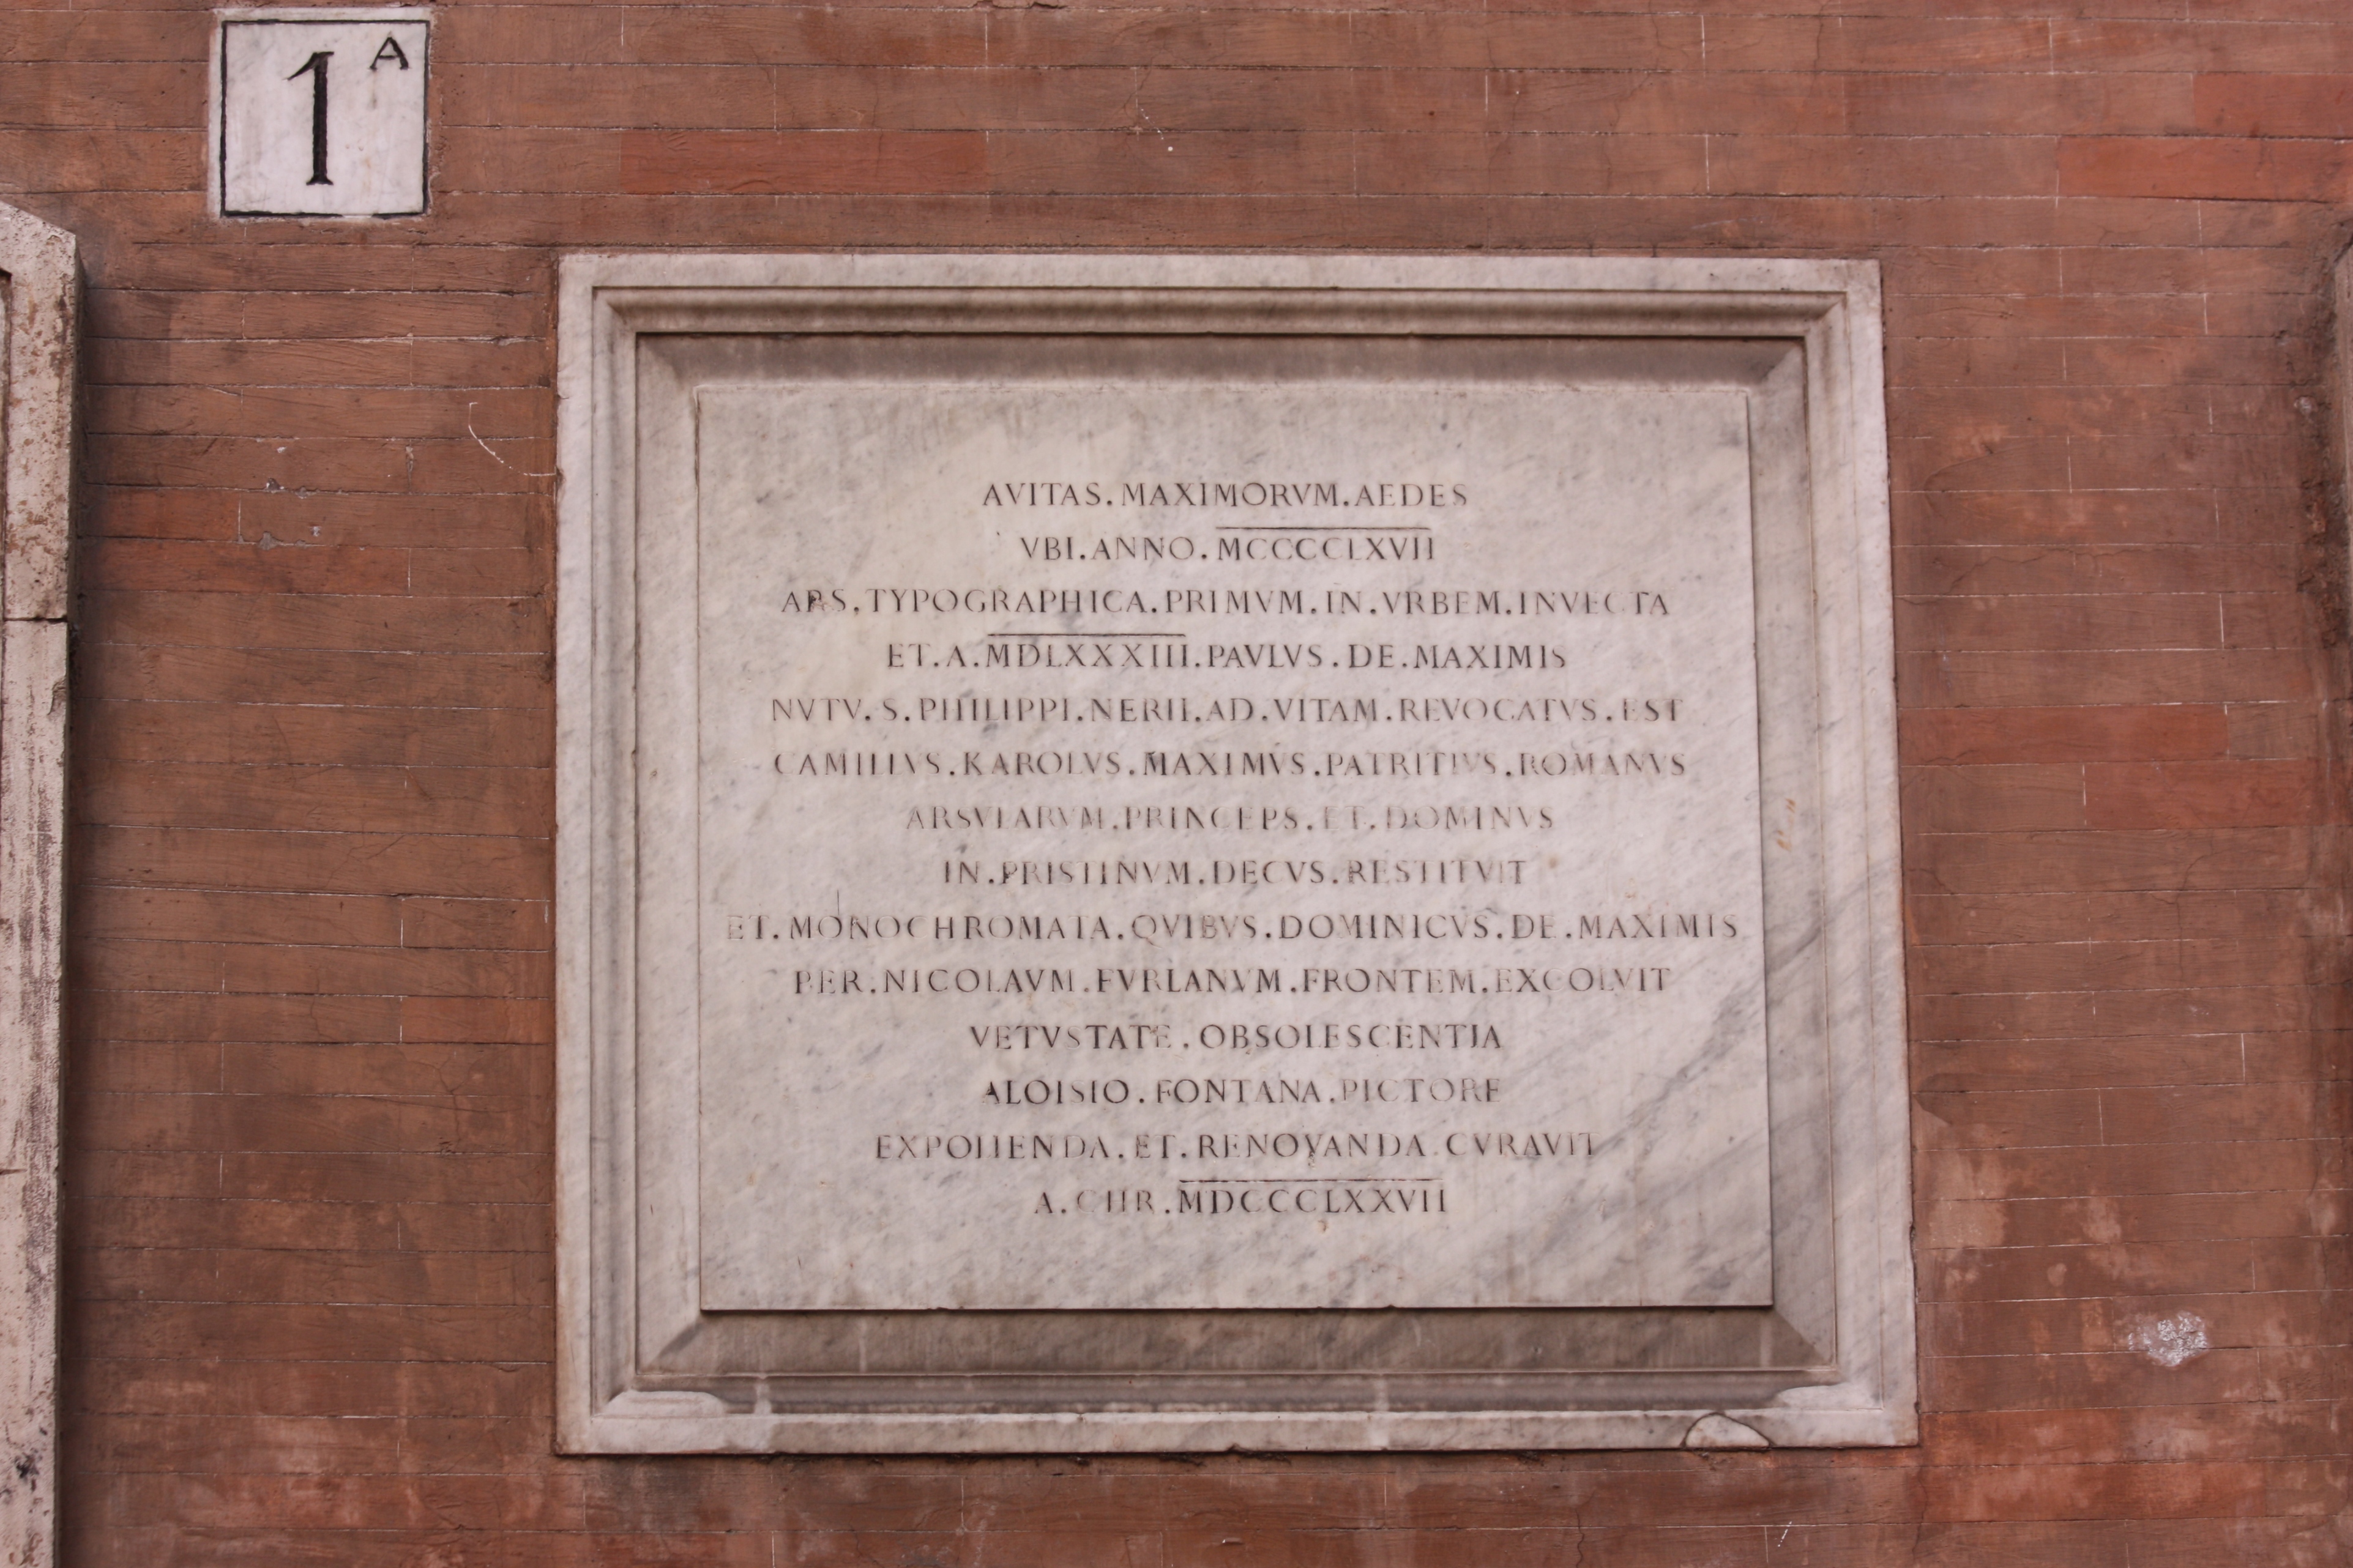 1 A
AVITAS . MAXIMORVM . AEDES
VBI . ANNO . MCCCCLXVII
ARS . TYPOGRAPHICA . PRIMVM . IN . VRBEM . INVECTA
ET . A . MDLXXXIII . PAVLVS . DE . MAXIMIS
NVTV . S . PHILIPPI . NERII . AD . VITAM . REVOCATVS . EST
CAMILLVS . KAROLVS . MAXIMVS . PATRITIVS . ROMANVS
ARSVLARVM . PRINCEPS . ET . DOMINVS
IN . PRISTINVM . DECVS . RESTITVIT
ET . MONOCHROMATA . QVIBVS . DOMINICVS . DE . MAXIMIS
PER . NICOLAVM . FVRLANVM . FRONTEM . EXCOLVIT
VETVSTATE . OBSOLESCENTIA
ALOISIO . FONTANA . PICTORE
EXPOLIENDA . ET . RENOVANDA . CVRAVIT
A . CHR . MDCCCLXXVII